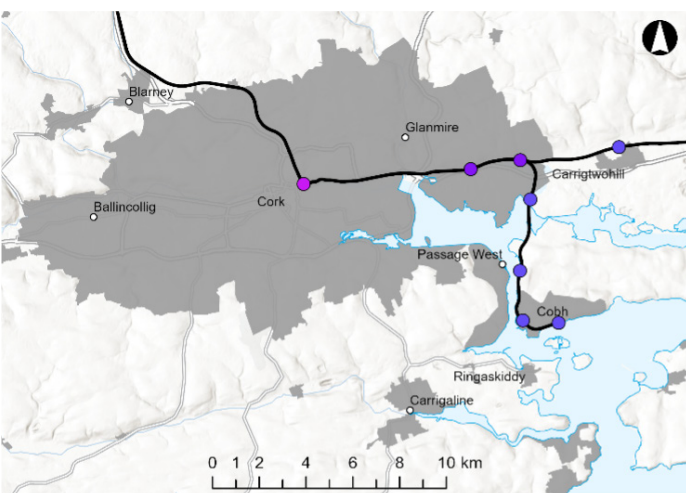 Blarney
Glanmire
Carrigtwohill
Cork
Ballincollig
Passage West
Cobh
Ringaskiddy
Carrigaline
0 1 2 4 6 8 10 km